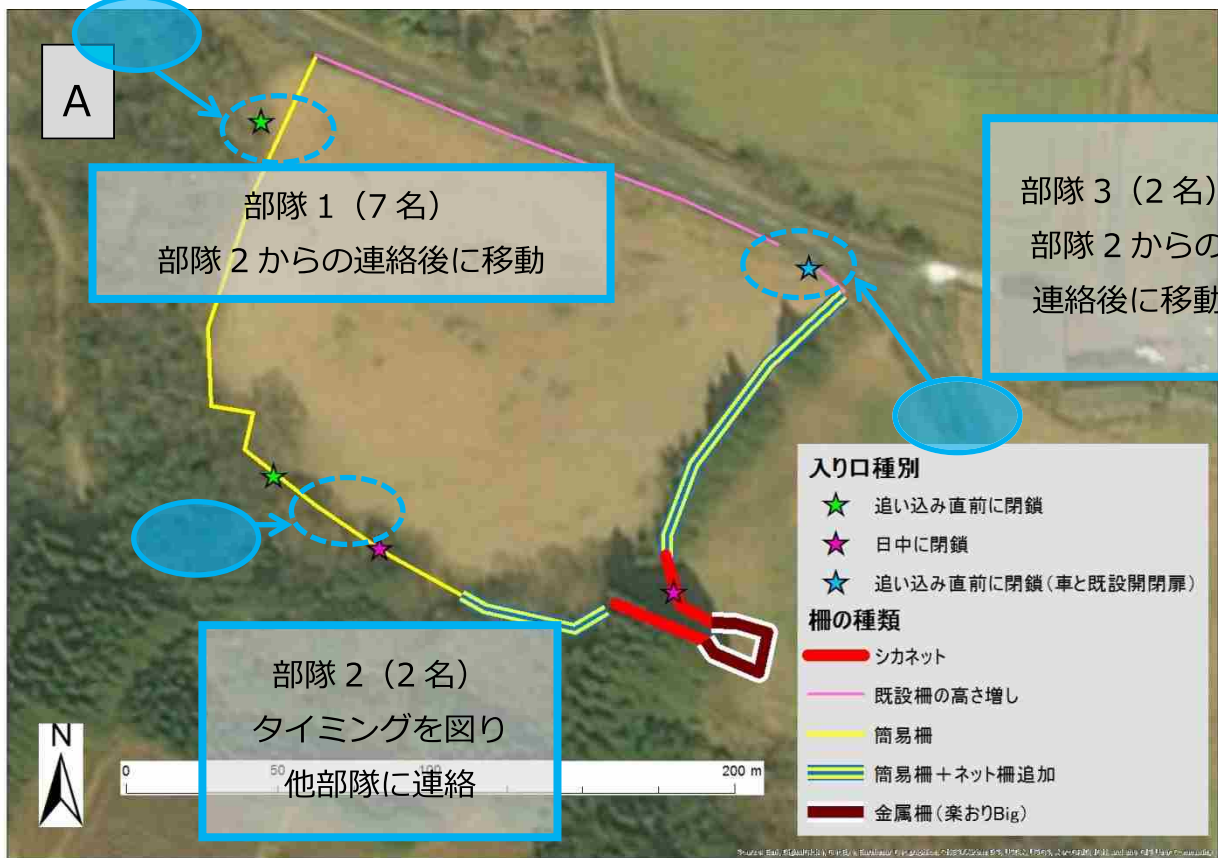 A
部隊1（7名）
部隊2からの連絡後に移動
部隊3（2名）
部隊2からの
連絡後に移動
入り口種別
追い込み直前に閉鎖
日中に閉鎖
追い込み直前に閉鎖(車と既設開閉扉)
柵の種類
シカネット
既設柵の高さ増し
簡易柵
簡易柵＋ネット柵追加
金属柵(楽おりBig)
部隊2（2名）
タイミングを図り
他部隊に連絡
N
0 50 100 200 m